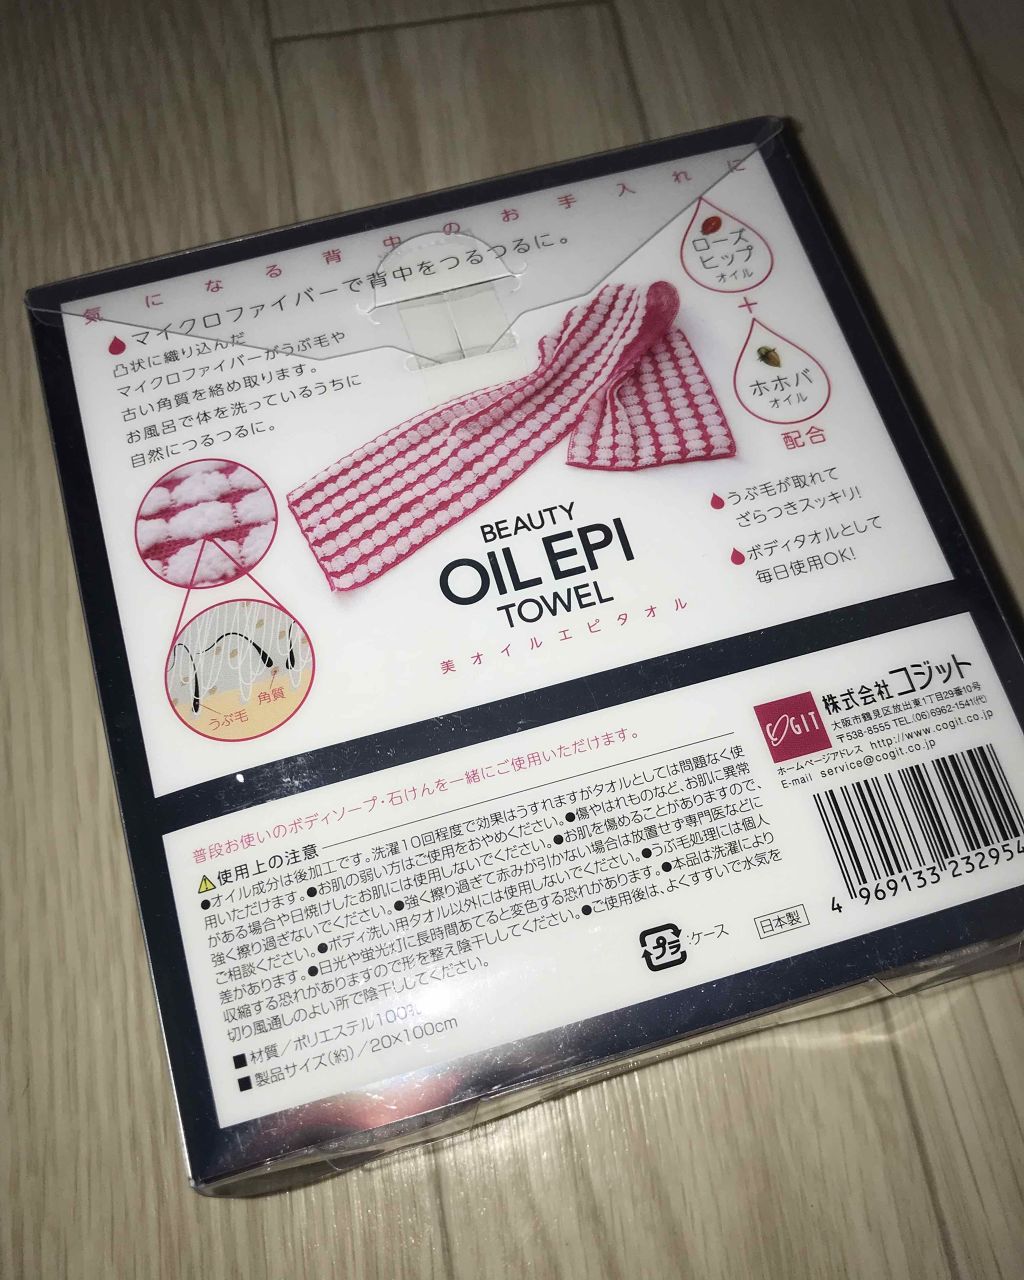 気になる背中のお手入れに
マイクロファイバーで背中をつるつるに。
凸状に織り込んだ
マイクロファイバーがうぶ毛や
古い角質を絡め取ります。
お風呂で体を洗っているうちに
自然につるつるに。
ローズ
ヒップ
オイル
+
ホホバ
オイル
配合
うぶ毛が取れて
ざらつきスッキリ!
ボディタオルとして
毎日使用OK!
角質
うぶ毛
BEAUTY
OIL EPI
TOWEL
美オイルエピタオル
普段お使いのボディソープ・石けんを一緒にご使用いただけます。
使用上の注意
●オイル成分は後加工です。洗濯10回程度で効果はうすれますがタオルとしては問題なく使
用いただけます。●お肌の弱い方はご使用をおやめください。●傷やはれものなど、お肌に異常
がある場合や日焼けしたお肌には使用しないでください。●お肌を傷めることがありますので、
強く擦り過ぎないでください。●強く擦り過ぎて赤みが引かない場合は放置せず専門医などに
ご相談ください。●ボディ洗い用タオル以外には使用しないでください。●うぶ毛処理には個人
差があります。●日光や蛍光灯に長時間あてると変色する恐れがあります。●本品は洗濯により
収縮する恐れがありますので形を整え陰干ししてください。●ご使用後は、よくすすいで水気を
切り風通しのよい所で陰干ししてください。
■材質/ポリエステル100%
■製品サイズ(約)/20×100cm
COGIT
株式会社コジット
大阪市鶴見区放出東1丁目29番10号
〒538-8555 TEL.(06)6962-1541(代)
ホームページアドレス http://www.cogit.co.jp
E-mail service@cogit.co.jp
4 969133 232954
プラ
:ケース
日本製